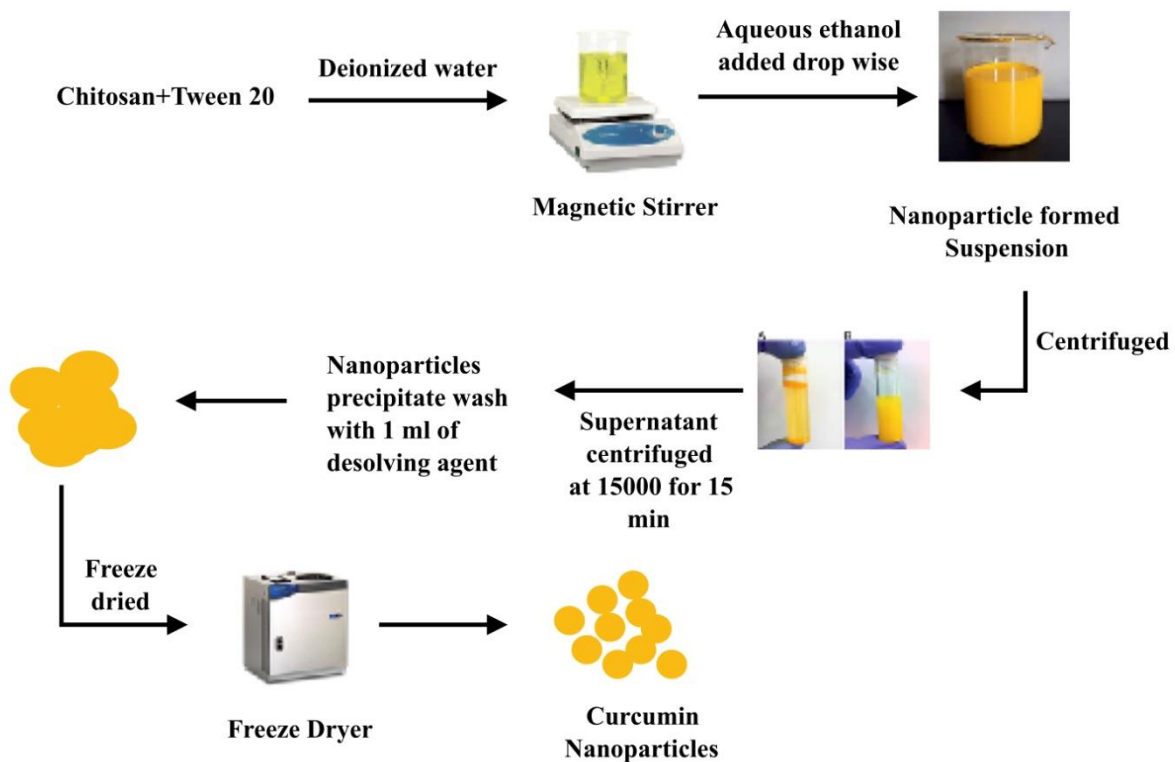 Chitosan+Tween 20
Deionized water
Magnetic Stirrer
Aqueous ethanol
added drop wise
Nanoparticle formed
Suspension
Centrifuged
Supernatant
centrifuged
at 15000 for 15
min
Nanoparticles
precipitate wash
with 1 ml of
desolving agent
Freeze
dried
Freeze Dryer
Curcumin
Nanoparticles